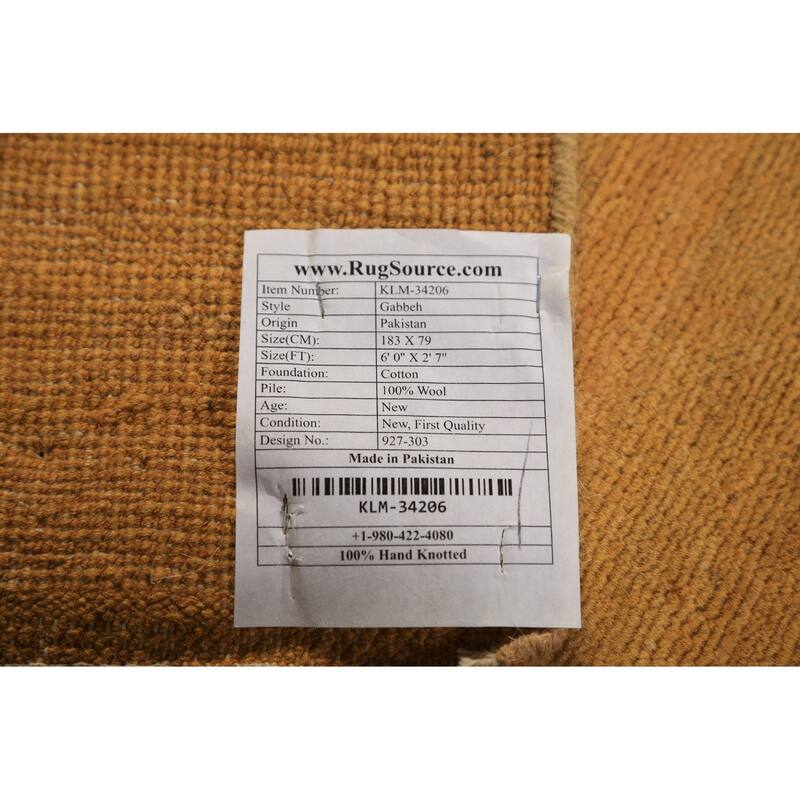 www.RugSource.com
Item Number: KLM-34206
Style Gabbeh
Origin Pakistan
Size(CM): 183 X 79
Size(FT): 6' 0" X 2' 7"
Foundation: Cotton
Pile: 100% Wool
Age: New
Condition: New, First Quality
Design No.: 927-303
Made in Pakistan
KLM-34206
+1-980-422-4080
100% Hand Knotted